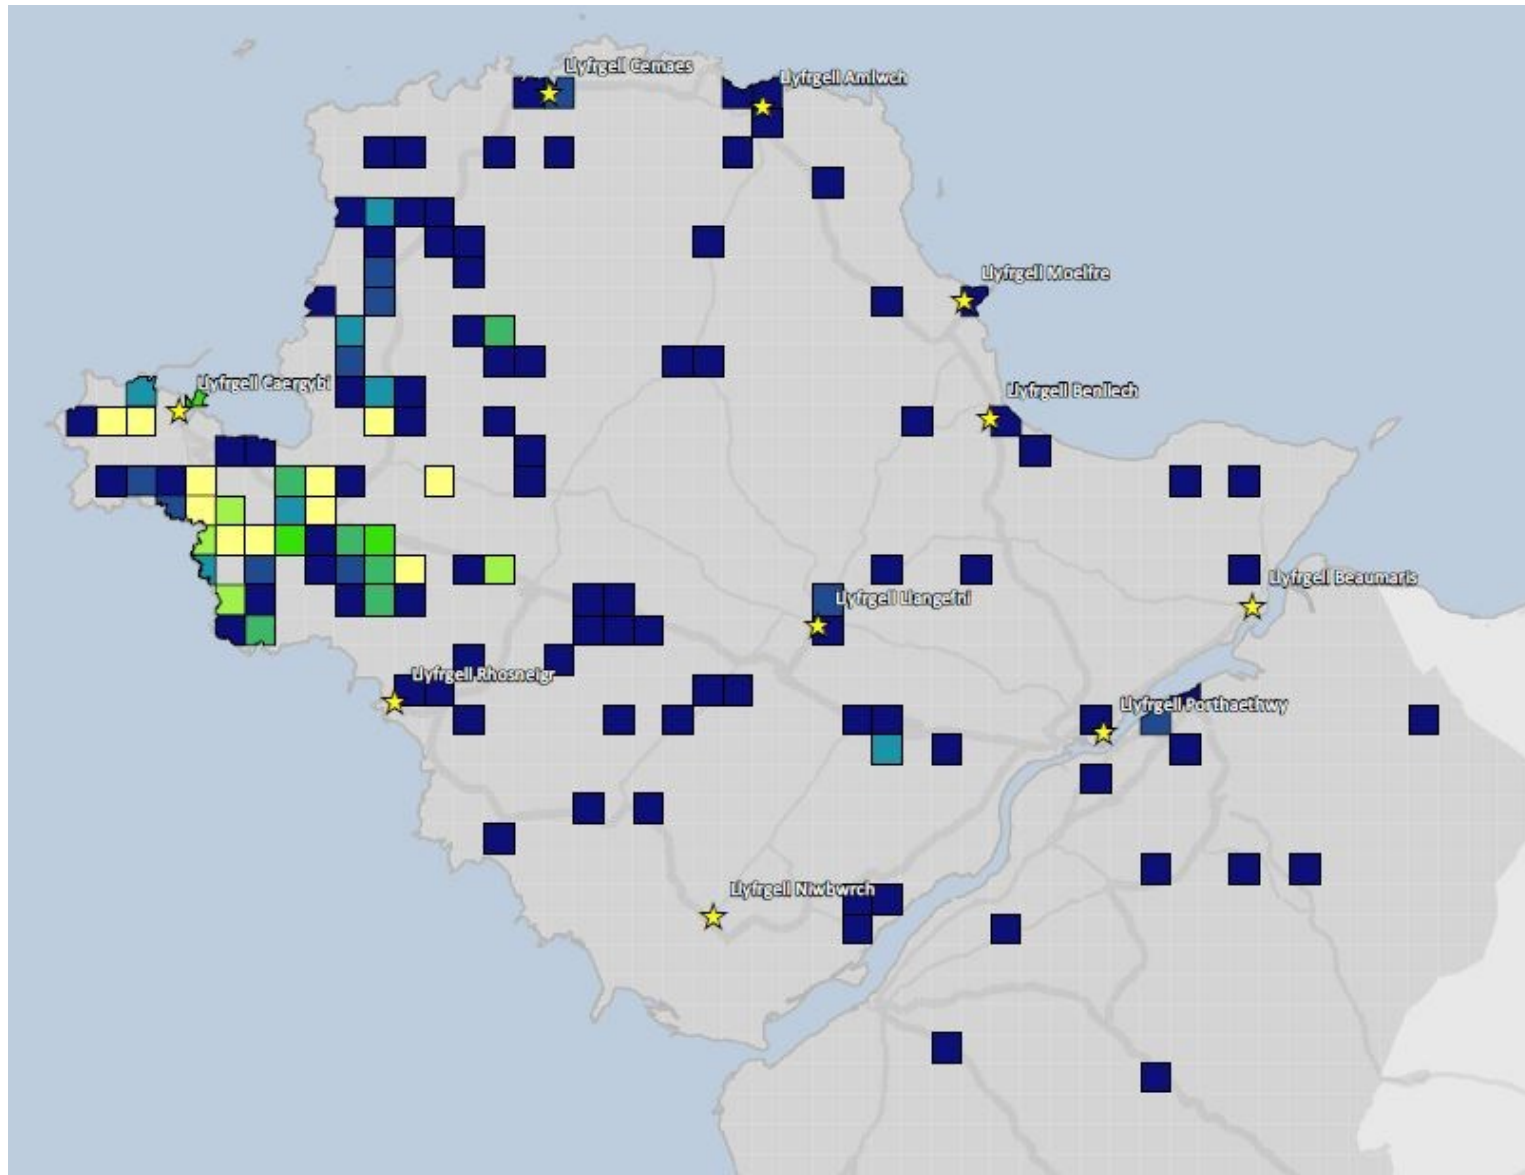 Llyfrgell Cemaes
Llyfrgell Amlwch
Llyfrgell Moelfre
Llyfrgell Caergybi
Llyfrgell Benllech
Llyfrgell Beaumaris
Llyfrgell Llangefni
Llyfrgell Rhosneigr
Llyfrgell Porthaethwy
Llyfrgell Niwbwrch